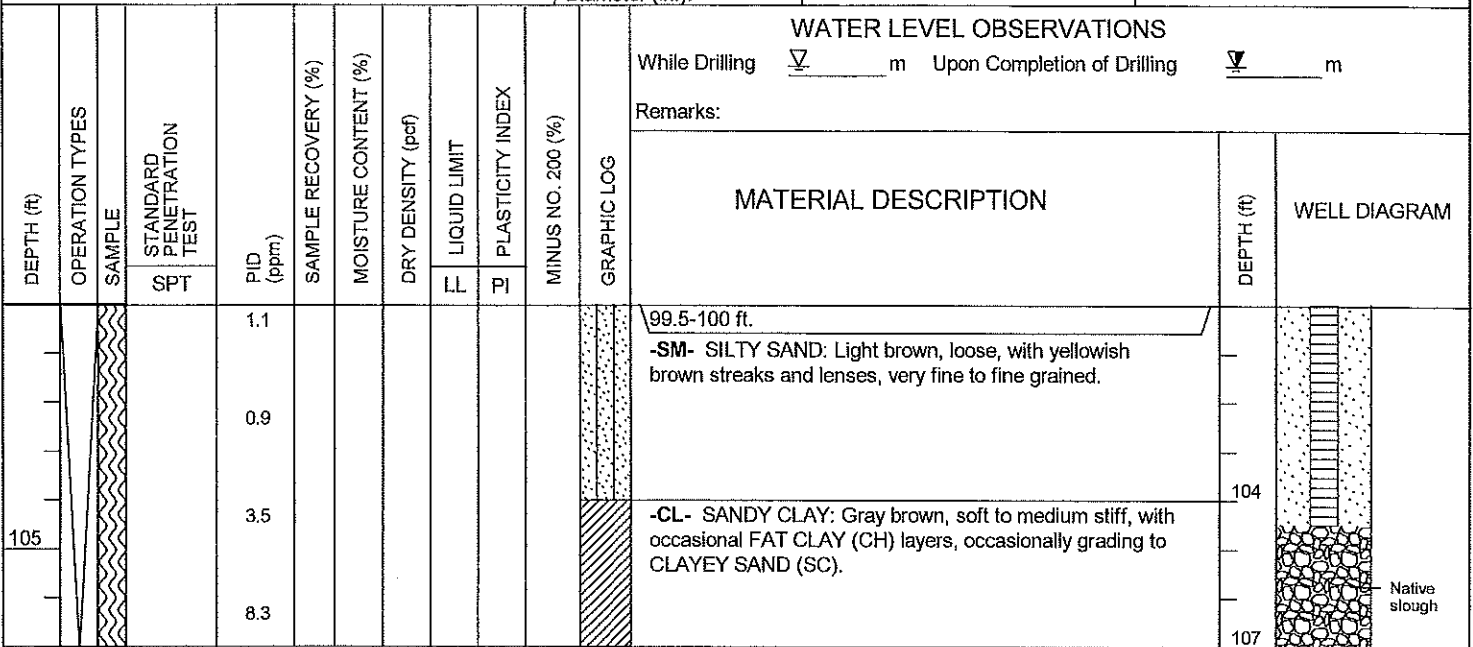 WATER LEVEL OBSERVATIONS
While Drilling m Upon Completion of Drilling m
Remarks:
DEPTH (ft)
OPERATION TYPES
SAMPLE
STANDARD
PENETRATION
TEST
SPT
PID
(ppm)
SAMPLE RECOVERY (%)
MOISTURE CONTENT (%)
DRY DENSITY (pcf)
LIQUID LIMIT
LL
PLASTICITY INDEX
PI
MINUS NO. 200 (%)
GRAPHIC LOG
MATERIAL DESCRIPTION
DEPTH (ft)
WELL DIAGRAM
1.1
99.5-100 ft.
-SM- SILTY SAND: Light brown, loose, with yellowish
brown streaks and lenses, very fine to fine grained.
0.9
104
3.5
-CL- SANDY CLAY: Gray brown, soft to medium stiff, with
occasional FAT CLAY (CH) layers, occasionally grading to
CLAYEY SAND (SC).
105
8.3
Native
slough
107